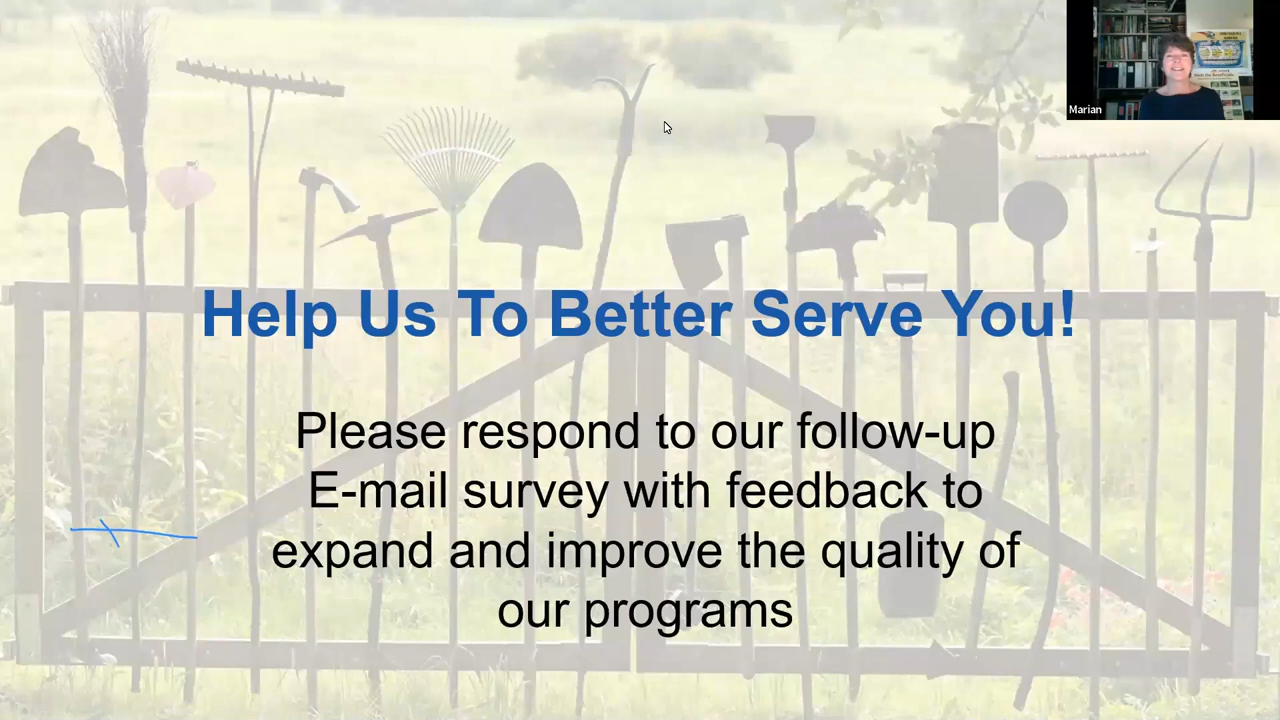 Marian
Help Us To Better Serve You!
Please respond to our follow-up
E-mail survey with feedback to
expand and improve the quality of
our programs